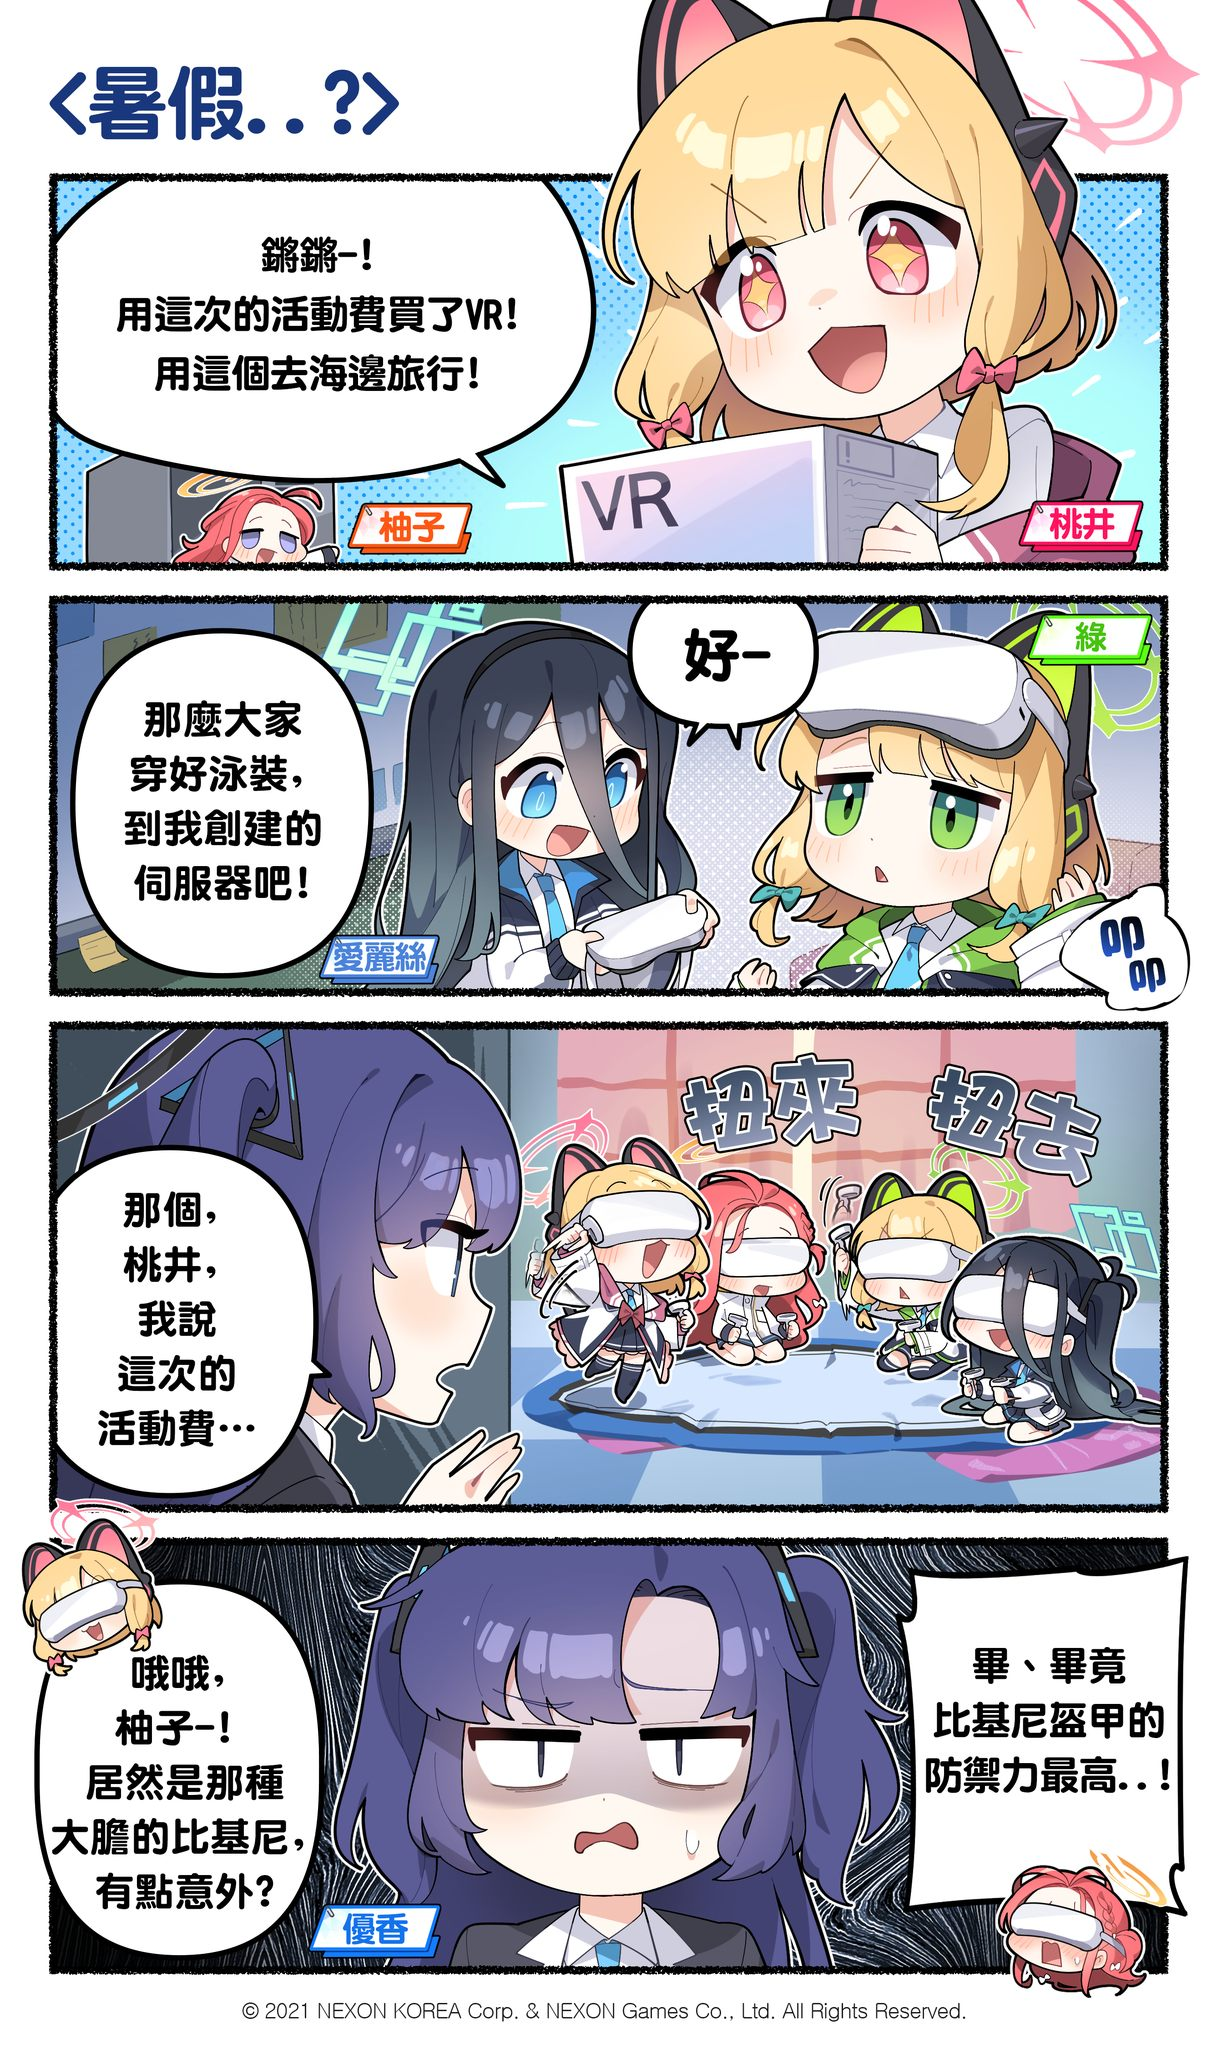 <暑假..?>
鏘鏘-!
用這次的活動費買了VR!
用這個去海邊旅行!
VR
柚子
桃井
那麼大家
穿好泳裝,
到我創建的
伺服器吧!
好-
綠
愛麗絲
叩
叩
扭來 扭去
那個,
桃井,
我說
這次的
活動費…
哦哦,
柚子-!
居然是那種
大膽的比基尼,
有點意外?
畢、畢竟
比基尼盔甲的
防禦力最高..!
優香
© 2021 NEXON KOREA Corp. & NEXON Games Co., Ltd. All Rights Reserved.